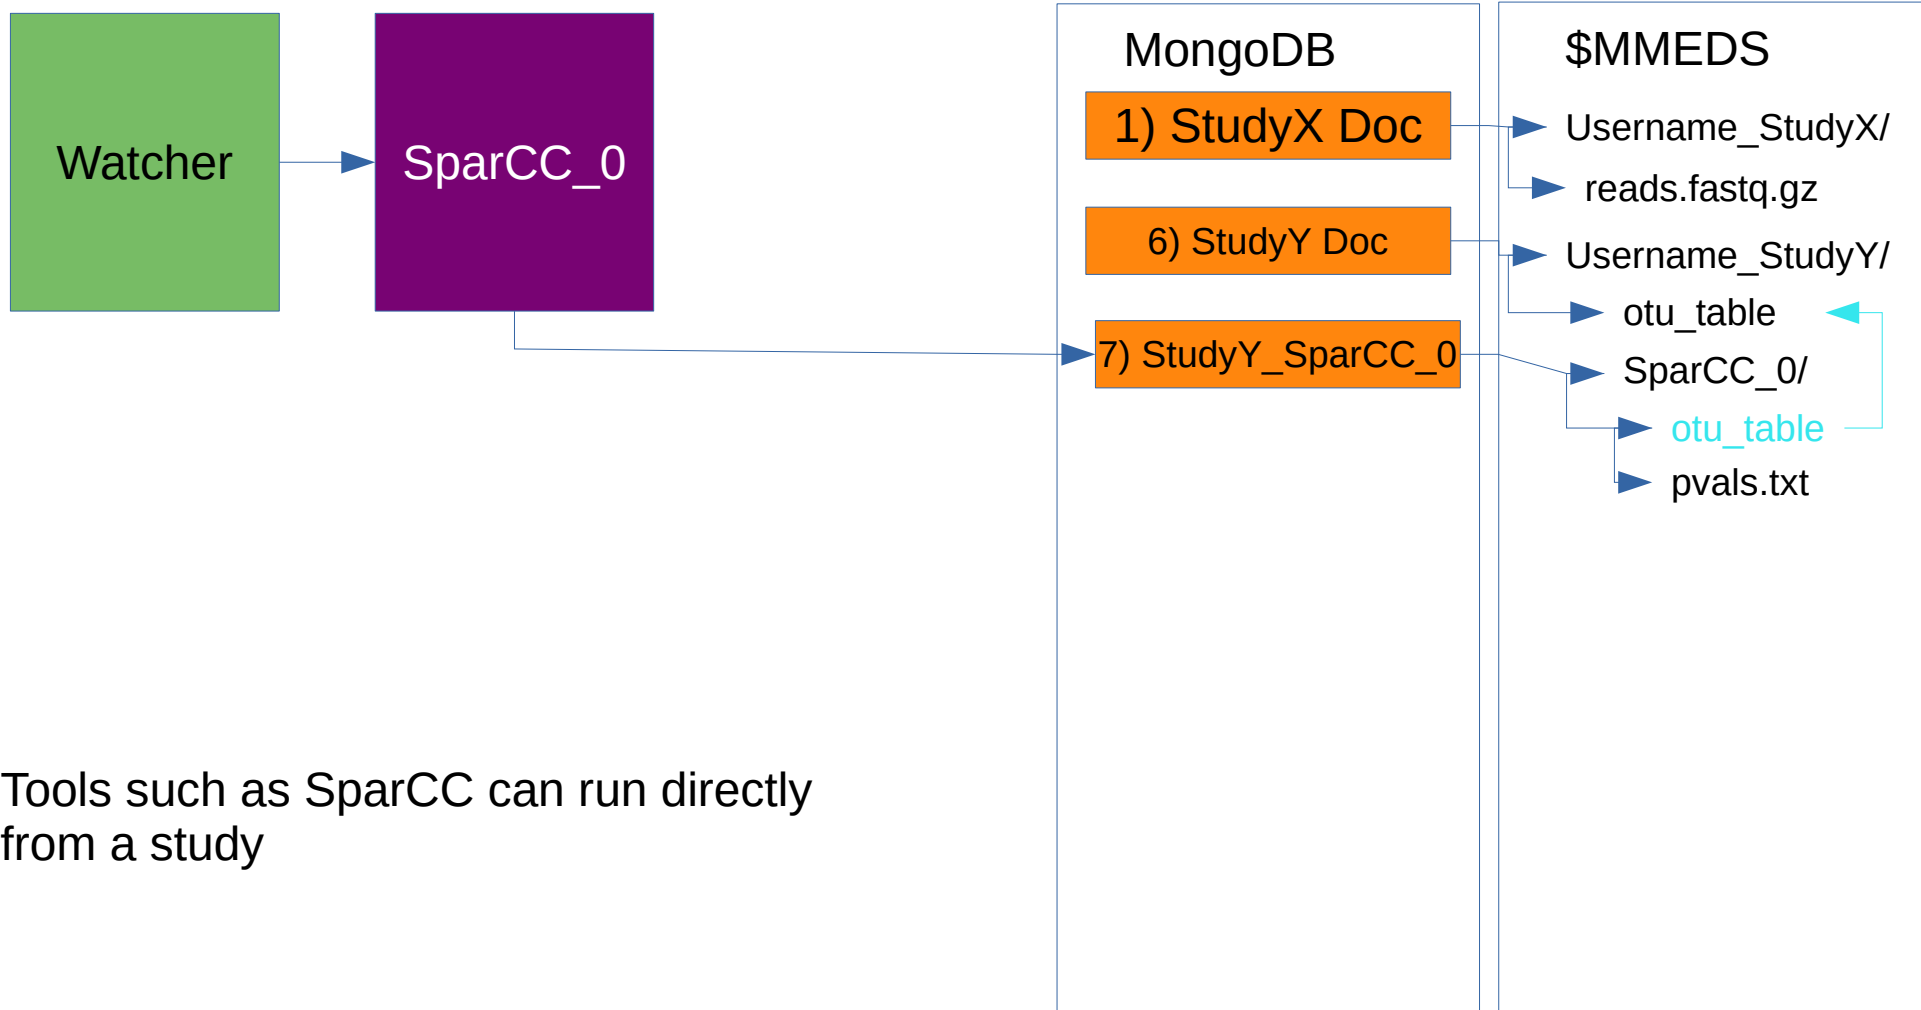 Watcher
SparCC_0
MongoDB
1) StudyX Doc
6) StudyY Doc
7) StudyY_SparCC_0
$MMEDS
Username_StudyX/
reads.fastq.gz
Username_StudyY/
otu_table
SparCC_0/
otu_table
pvals.txt
Tools such as SparCC can run directly
from a study